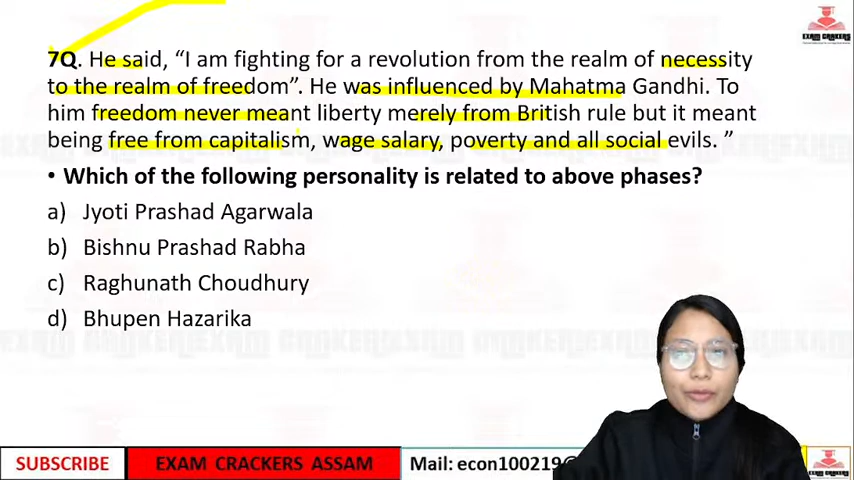 7Q. He said, “I am fighting for a revolution from the realm of necessity
to the realm of freedom”. He was influenced by Mahatma Gandhi. To
him freedom never meant liberty merely from British rule but it meant
being free from capitalism, wage salary, poverty and all social evils. ”
• Which of the following personality is related to above phases?
a) Jyoti Prashad Agarwala
b) Bishnu Prashad Rabha
c) Raghunath Choudhury
d) Bhupen Hazarika
SUBSCRIBE EXAM CRACKERS ASSAM Mail: econ100219@
EXAM CRACKERS